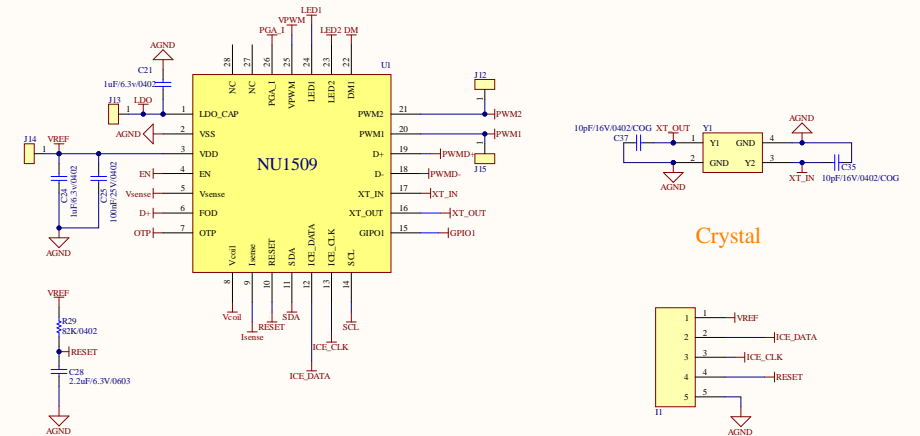 LED1
VPWM
PGA_I
LED2 DM
AGND
C21
1uF/6.3v/0402
J13
LDO
1
28
27
26
25
24
23
22
U1
NC
NC
PGA_I
VPWM
LED1
LED2
DM1
1
LDO_CAP
AGND
2
VSS
J14
1
VREF
3
VDD
EN
4
EN
Vsense
5
Vsense
D+
6
FOD
OTP
7
OTP
NU1509
PWM2
21
PWM2
PWM1
20
PWM1
D+
19
PWMD+
D-
18
PWMD-
XT_IN
17
XT_IN
XT_OUT
16
XT_OUT
GIPO1
15
GPIO1
J12
1
1
J15
C24
1uF/6.3v/0402
C25
100nF/25V/0402
AGND
Vcoil
Isense
RESET
SDA
ICE_DATA
ICE_CLK
SCL
8
9
10
11
12
13
14
Vcoil
Isense
RESET
SDA
ICE_DATA
ICE_CLK
SCL
10pF/16V/0402/COG
C37
XT_OUT
1
2
AGND
Y1
Y1
GND
GND
Y2
4
3
AGND
XT_IN
C35
10pF/16V/0402/COG
Crystal
VREF
R29
82K/0402
RESET
C28
2.2uF/6.3V/0603
AGND
1
1
VREF
2
2
ICE_DATA
3
3
ICE_CLK
4
4
RESET
5
5
I1
AGND